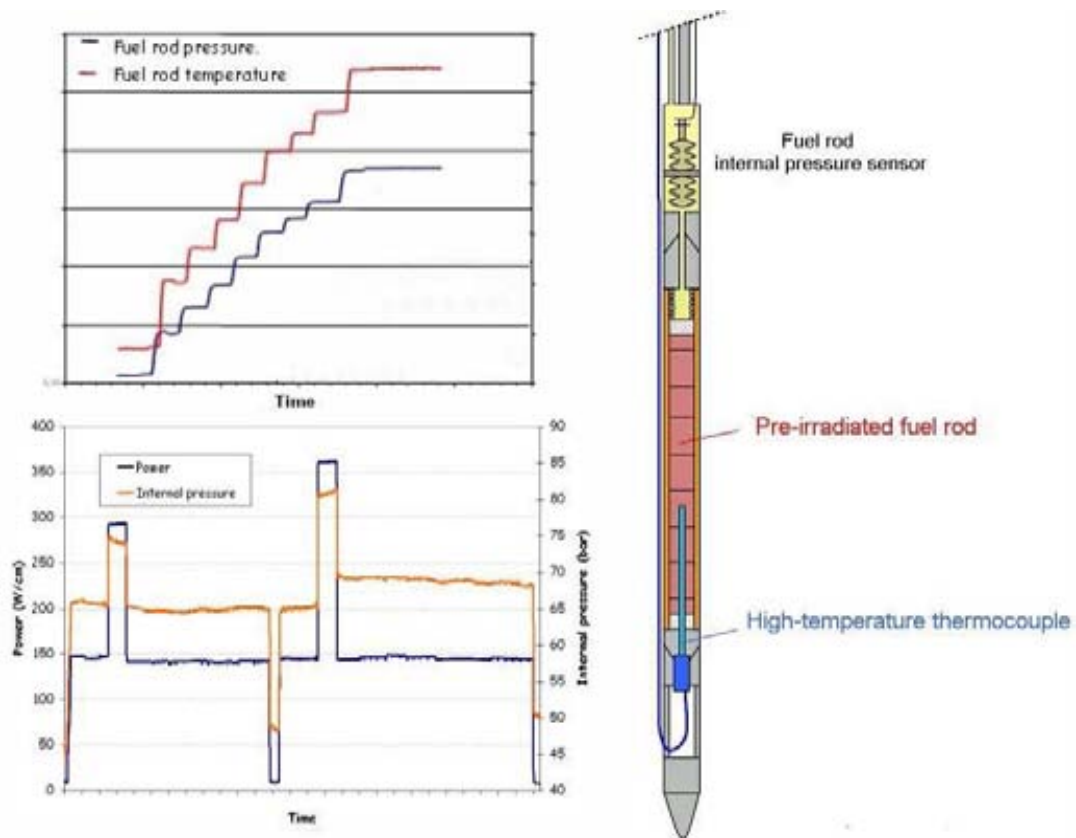 Fuel rod pressure.
Fuel rod temperature
Time
Fuel rod
internal pressure sensor
Pre-irradiated fuel rod
High-temperature thermocouple
Power
Internal pressure
Power (W/cm)
400
350
300
250
200
150
100
50
0
Internal pressure (bar)
90
85
80
75
70
65
60
55
50
45
40
Time